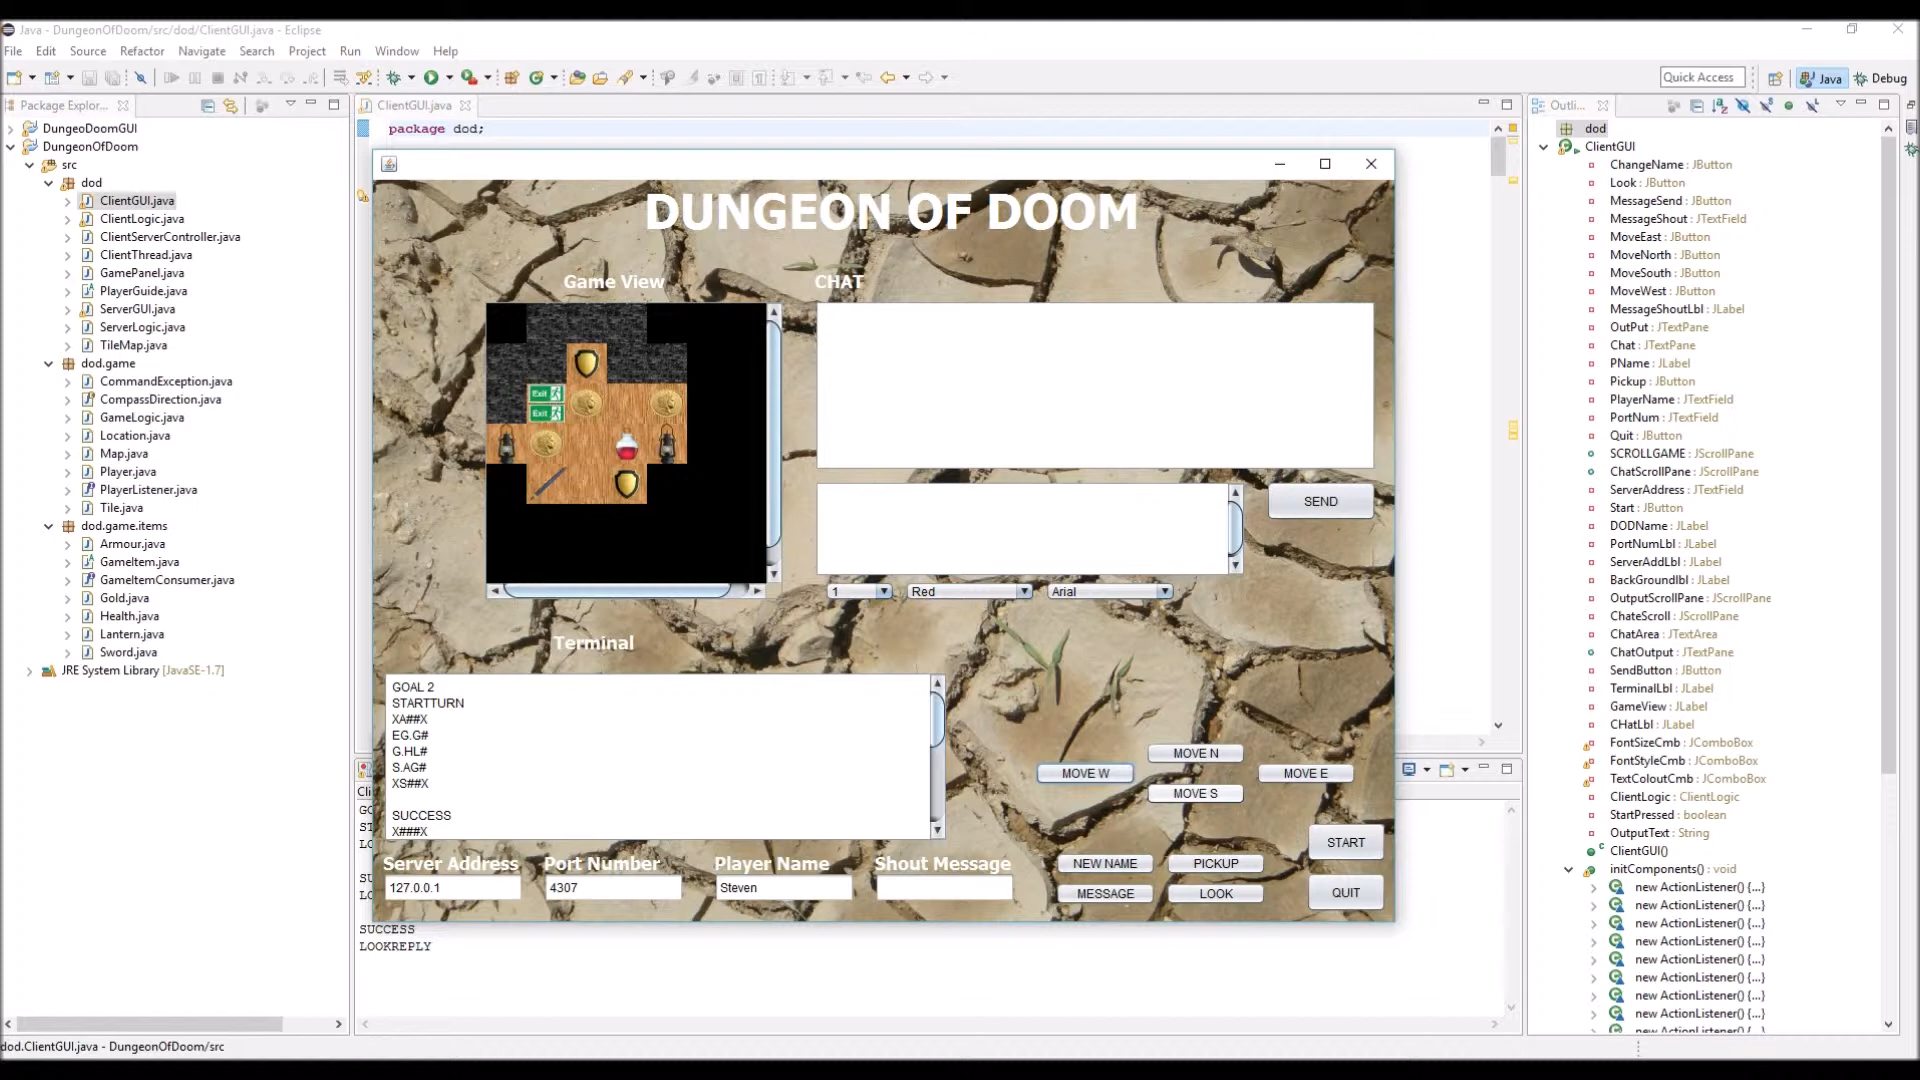 Java - DungeonOfDoom/src/dod/ClientGUI.java - Eclipse
File Edit Source Refactor Navigate Search Project Run Window Help
Quick Access
Java
Debug
Package Explor...
DungeoDoomGUI
DungeonOfDoom
src
dod
ClientGUI.java
ClientLogic.java
ClientServerController.java
ClientThread.java
GamePanel.java
PlayerGuide.java
ServerGUI.java
ServerLogic.java
TileMap.java
dod.game
CommandException.java
CompassDirection.java
GameLogic.java
Location.java
Map.java
Player.java
PlayerListener.java
Tile.java
dod.game.items
Armour.java
GameItem.java
GameItemConsumer.java
Gold.java
Health.java
Lantern.java
Sword.java
JRE System Library [JavaSE-1.7]
ClientGUI.java
package dod;
DUNGEON OF DOOM
Game View
CHAT
Exit
Exit
SEND
1
Red
Arial
Terminal
GOAL 2
STARTTURN
XA##X
EG.G#
G.HL#
S.AG#
XS##X
SUCCESS
X###X
MOVE N
MOVE W
MOVE E
MOVE S
START
Server Address
Port Number
Player Name
Shout Message
NEW NAME
PICKUP
127.0.0.1
4307
Steven
MESSAGE
LOOK
QUIT
SUCCESS
LOOKREPLY
Outli...
dod
ClientGUI
ChangeName : JButton
Look : JButton
MessageSend : JButton
MessageShout : JTextField
MoveEast : JButton
MoveNorth : JButton
MoveSouth : JButton
MoveWest : JButton
MessageShoutLbl : JLabel
OutPut : JTextPane
Chat : JTextPane
PName : JLabel
Pickup : JButton
PlayerName : JTextField
PortNum : JTextField
Quit : JButton
SCROLLGAME : JScrollPane
ChatScrollPane : JScrollPane
ServerAddress : JTextField
Start : JButton
DODName : JLabel
PortNumLbl : JLabel
ServerAddLbl : JLabel
BackGroundlbl : JLabel
OutputScrollPane : JScrollPane
ChateScroll : JScrollPane
ChatArea : JTextArea
ChatOutput : JTextPane
SendButton : JButton
TerminalLbl : JLabel
GameView : JLabel
CHatLbl : JLabel
FontSizeCmb : JComboBox
FontStyleCmb : JComboBox
TextColoutCmb : JComboBox
ClientLogic : ClientLogic
StartPressed : boolean
OutputText : String
ClientGUI()
initComponents() : void
new ActionListener() {...}
new ActionListener() {...}
new ActionListener() {...}
new ActionListener() {...}
new ActionListener() {...}
new ActionListener() {...}
new ActionListener() {...}
new ActionListener() {...}
dod.ClientGUI.java - DungeonOfDoom/src